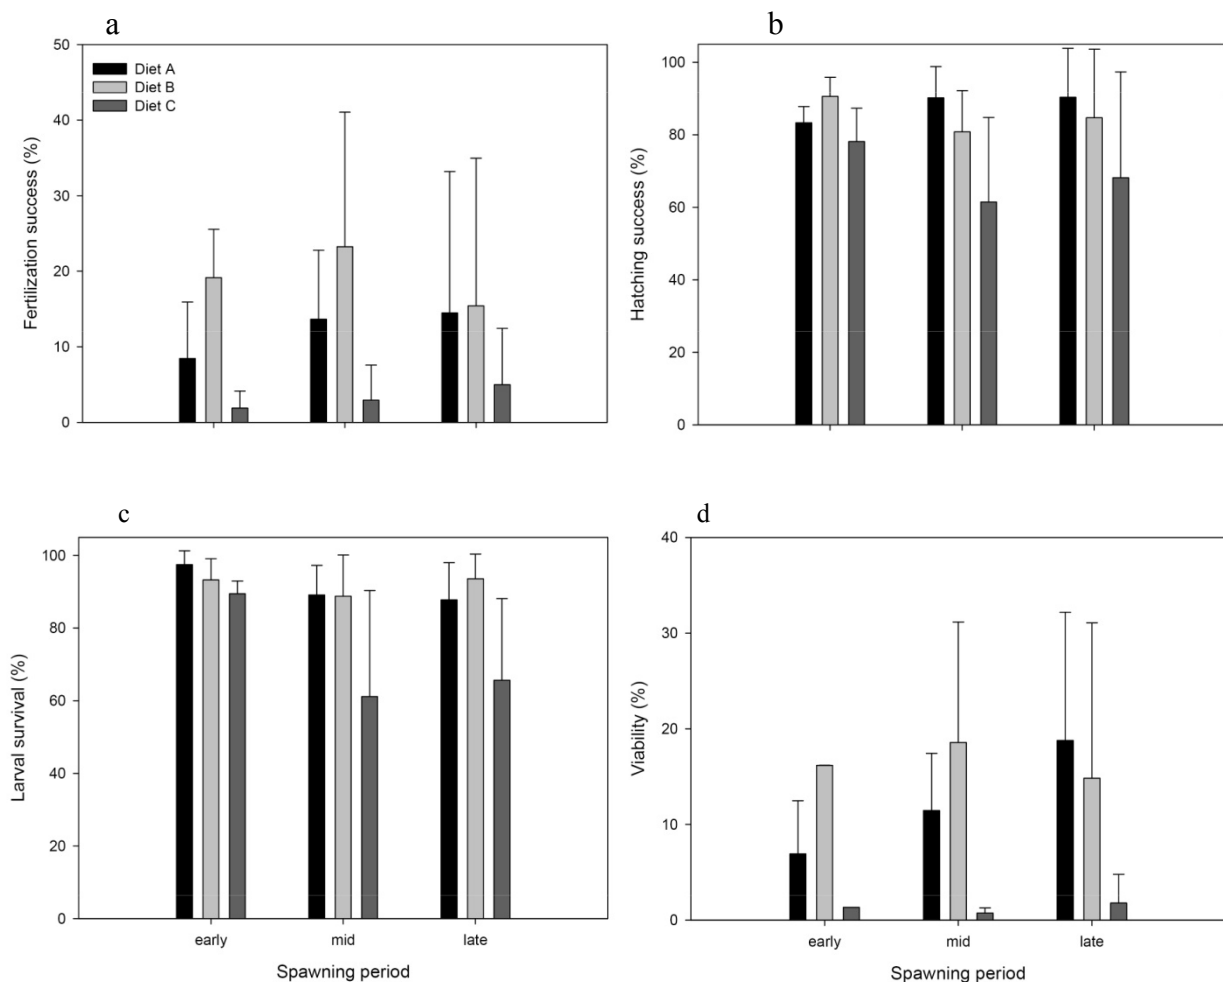 a
50
40
30
20
10
0
Fertilization success (%)
Diet A
Diet B
Diet C
b
100
80
60
40
20
0
Hatching success (%)
c
100
80
60
40
20
0
Larval survival (%)
early mid late
Spawning period
d
40
30
20
10
0
Viability (%)
early mid late
Spawning period